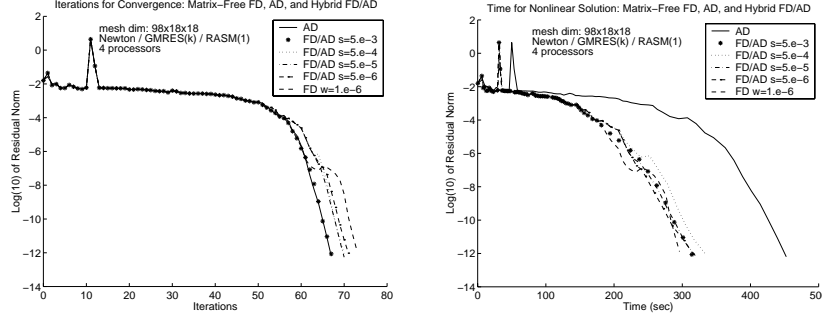 Iterations for Convergence: Matrix-Free FD, AD, and Hybrid FD/AD
mesh dim: 98x18x18
Newton / GMRES(k) / RASM(1)
4 processors
AD
FD/AD s=5.e-3
FD/AD s=5.e-4
FD/AD s=5.e-5
FD/AD s=5.e-6
FD w=1.e-6
Log(10) of Residual Norm
2
0
−2
−4
−6
−8
−10
−12
−14
0 10 20 30 40 50 60 70 80
Iterations
Time for Nonlinear Solution: Matrix-Free FD, AD, and Hybrid FD/AD
mesh dim: 98x18x18
Newton / GMRES(k) / RASM(1)
4 processors
AD
FD/AD s=5.e-3
FD/AD s=5.e-4
FD/AD s=5.e-5
FD/AD s=5.e-6
FD w=1.e-6
Log(10) of Residual Norm
2
0
−2
−4
−6
−8
−10
−12
−14
0 100 200 300 400 50
Time (sec)